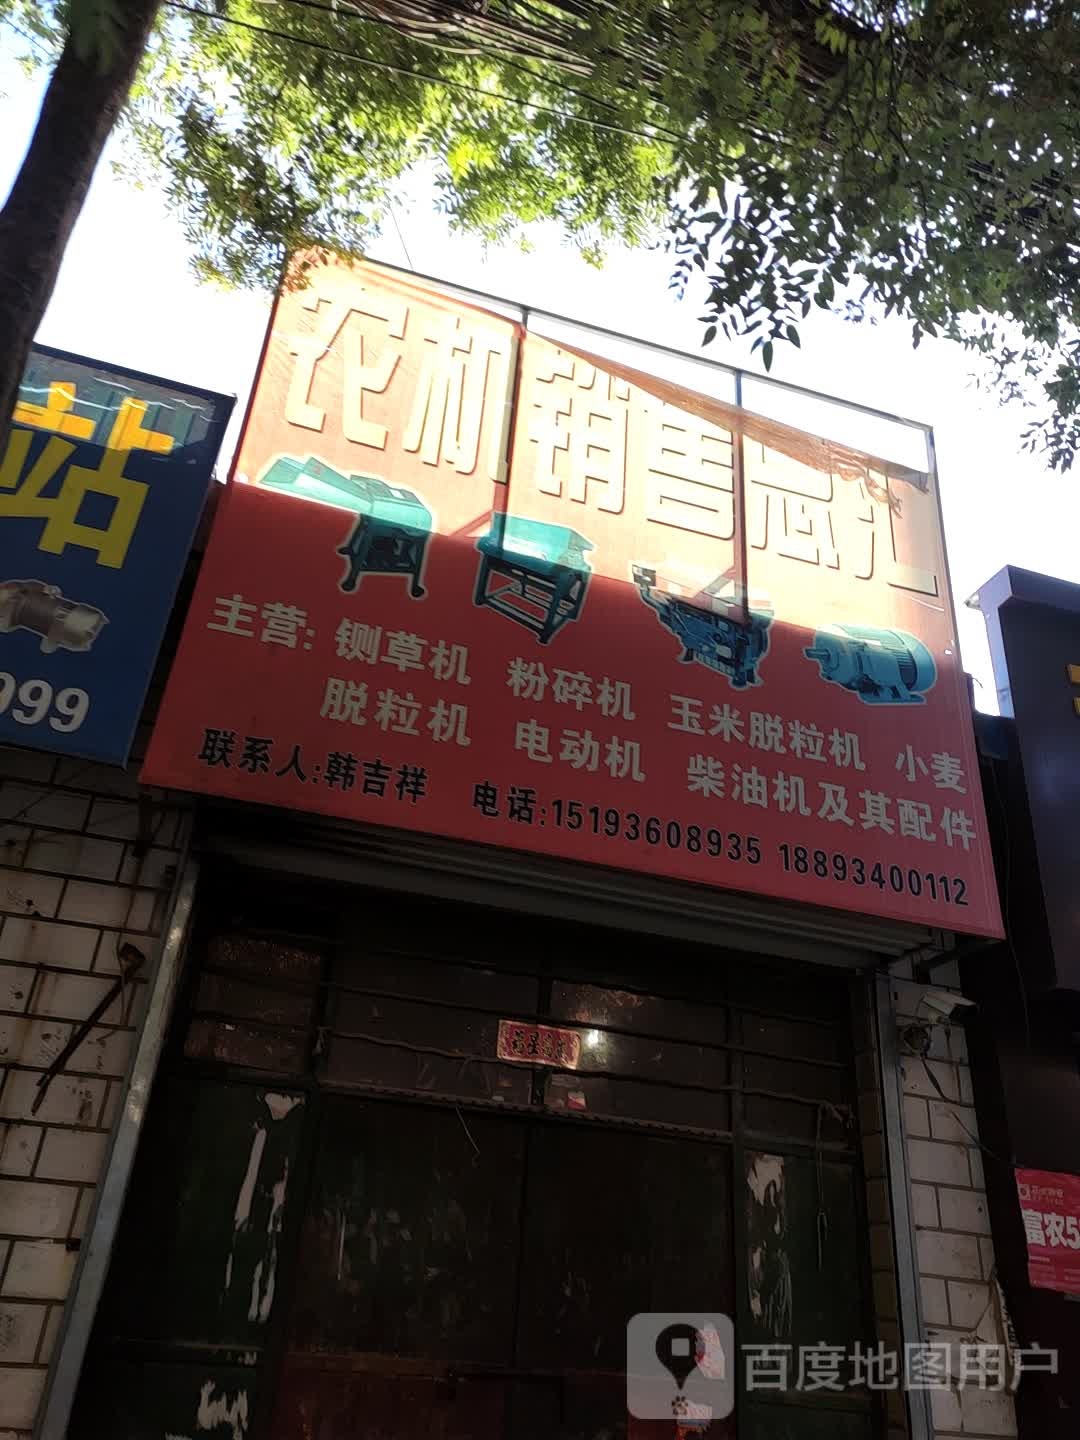 农机销售总汇
主营: 铡草机 粉碎机 玉米脱粒机 小麦
脱粒机 电动机 柴油机及其配件
联系人:韩吉祥 电话:15193608935 18893400112
站
999
富农5
百度地图用户